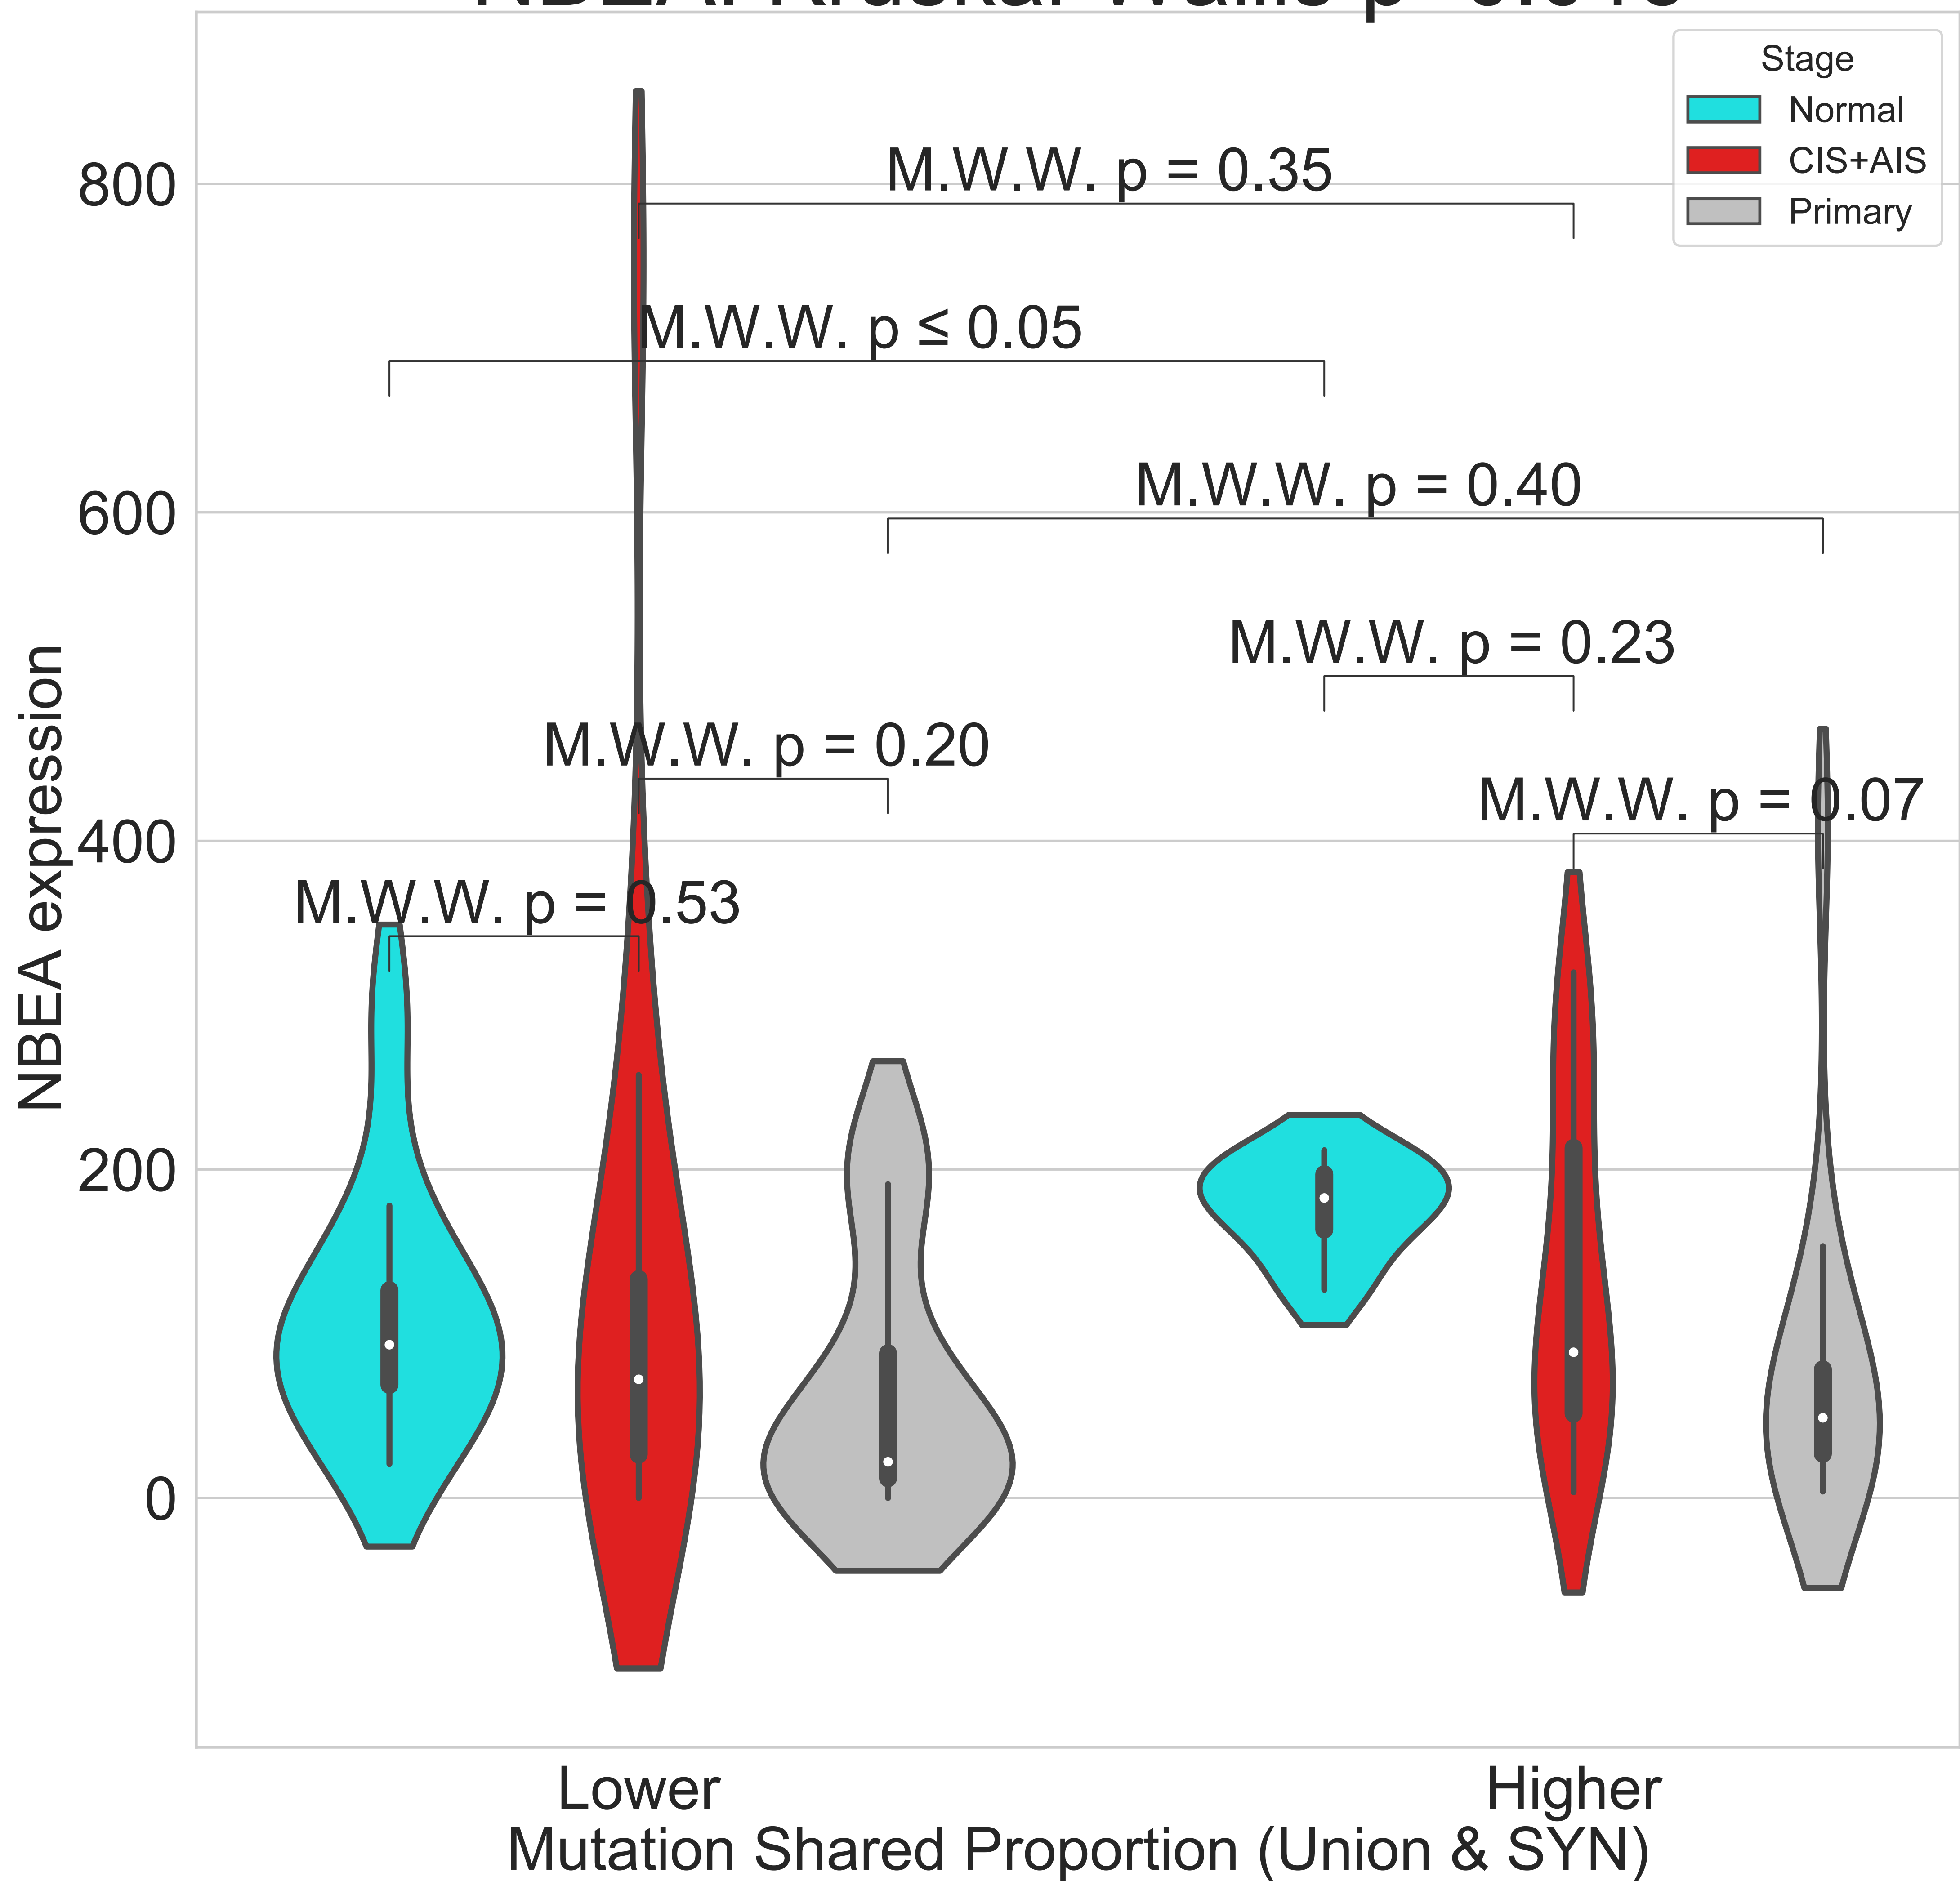 Stage
Normal
CIS+AIS
Primary
M.W.W. p = 0.35
M.W.W. p ≤ 0.05
M.W.W. p = 0.40
M.W.W. p = 0.23
M.W.W. p = 0.20
M.W.W. p = 0.07
M.W.W. p = 0.53
800
600
400
200
0
NBEA expression
Lower
Higher
Mutation Shared Proportion (Union & SYN)